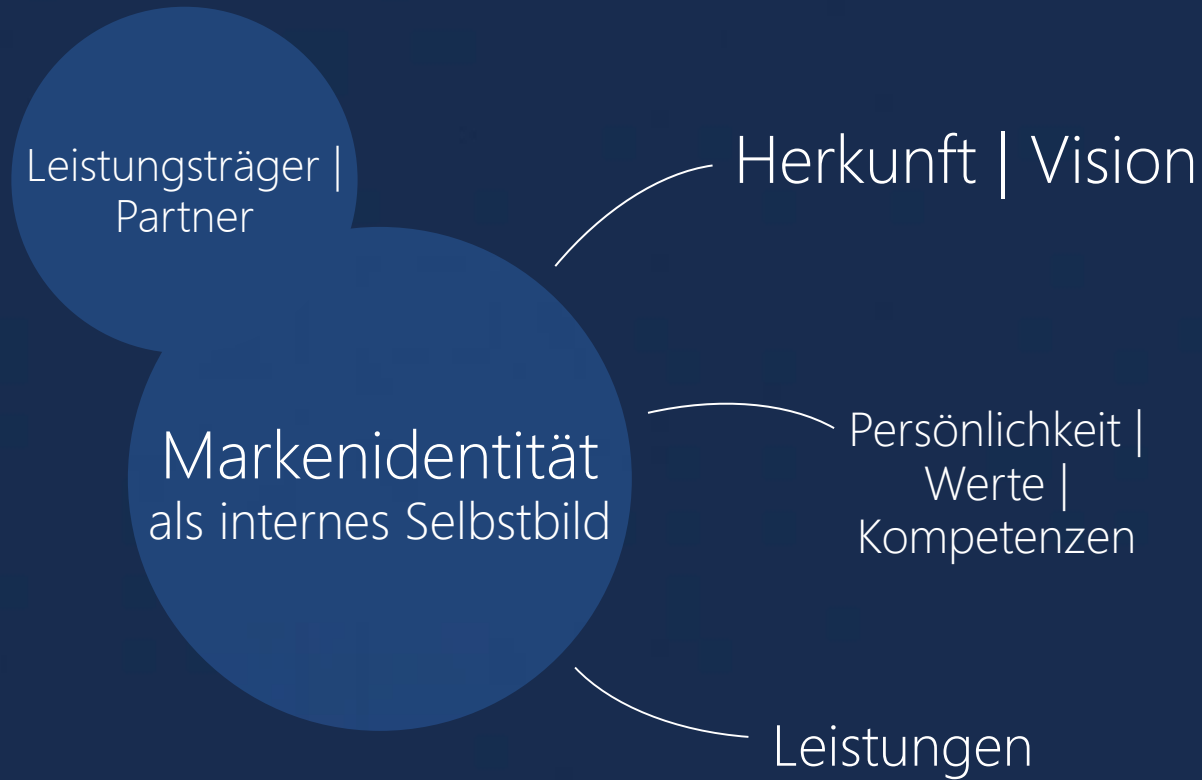 Leistungsträger |
Partner
Herkunft | Vision
Markenidentität
als internes Selbstbild
Persönlichkeit |
Werte |
Kompetenzen
Leistungen